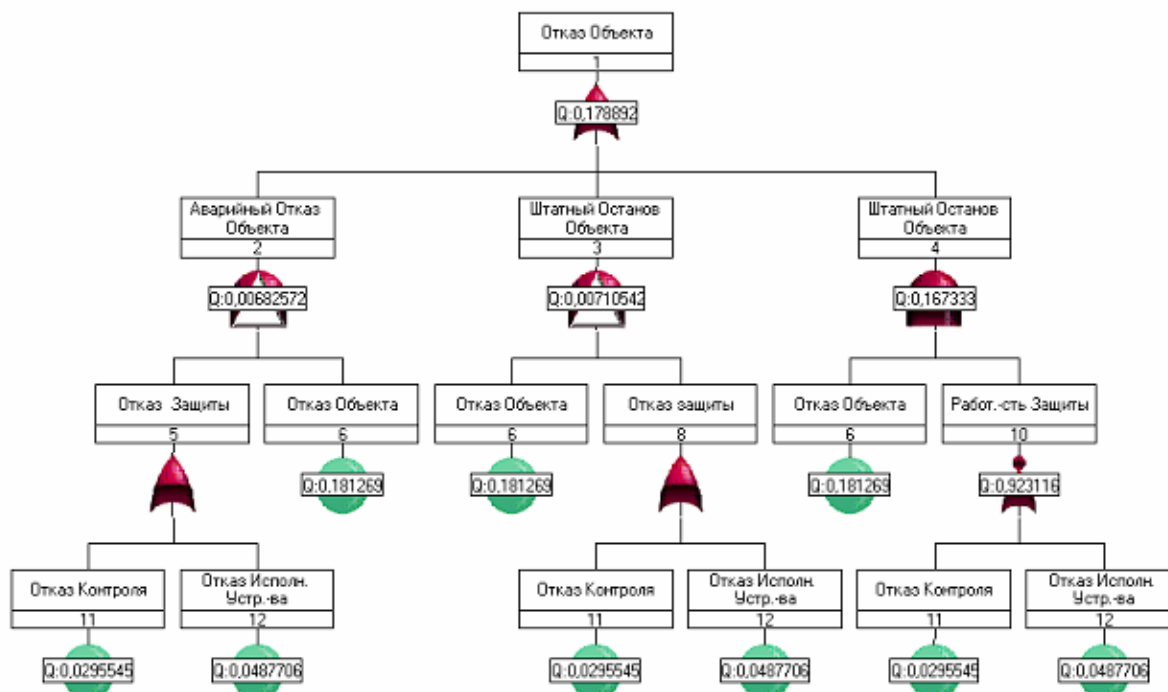 Отказ Объекта
1
Q:0,178892
Аварийный Отказ
Объекта
2
Q:0,00682572
Штатный Останов
Объекта
3
Q:0,00710542
Штатный Останов
Объекта
4
Q:0,167333
Отказ Защиты
5
Отказ Объекта
6
Q:0,181269
Отказ Объекта
6
Q:0,181269
Отказ защиты
8
Отказ Объекта
6
Q:0,181269
Работ.-сть Защиты
10
Q:0,923116
Отказ Контроля
11
Q:0,0295545
Отказ Исполн.
Устр.-ва
12
Q:0,0487706
Отказ Контроля
11
Q:0,0295545
Отказ Исполн.
Устр.-ва
12
Q:0,0487706
Отказ Контроля
11
Q:0,0295545
Отказ Исполн.
Устр.-ва
12
Q:0,0487706